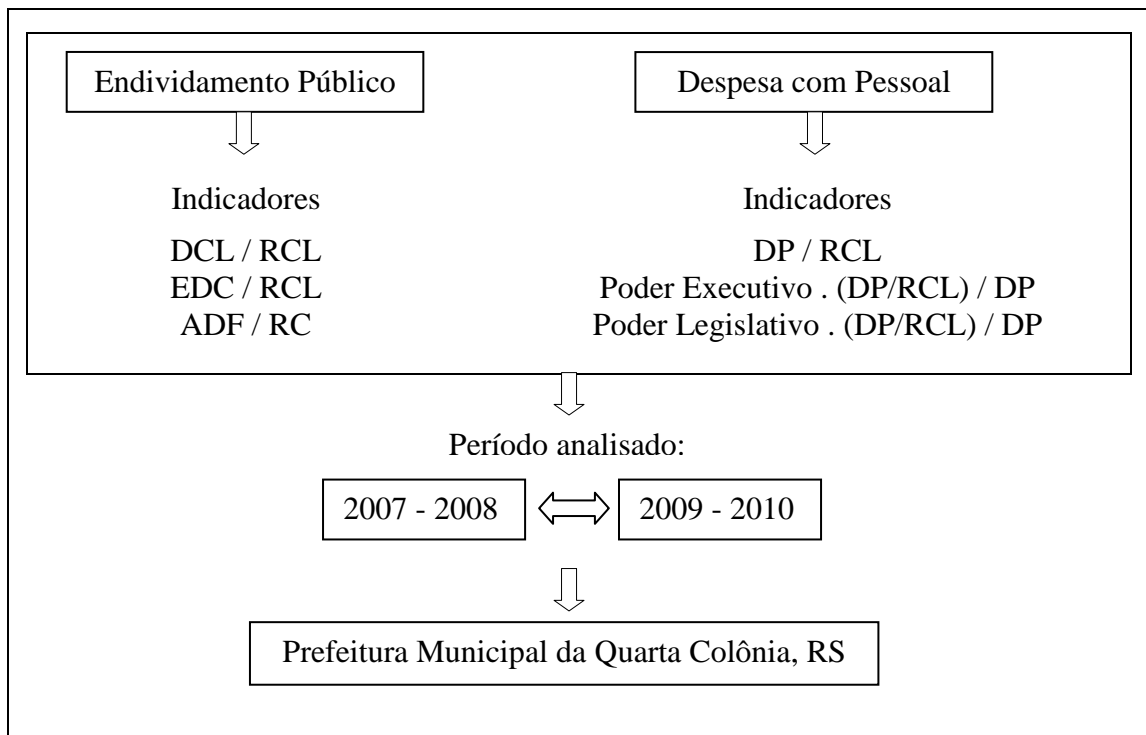 Endividamento Público
Despesa com Pessoal
Indicadores
DCL / RCL
EDC / RCL
ADF / RC
Indicadores
DP / RCL
Poder Executivo . (DP/RCL) / DP
Poder Legislativo . (DP/RCL) / DP
Período analisado:
2007 - 2008
2009 - 2010
Prefeitura Municipal da Quarta Colônia, RS